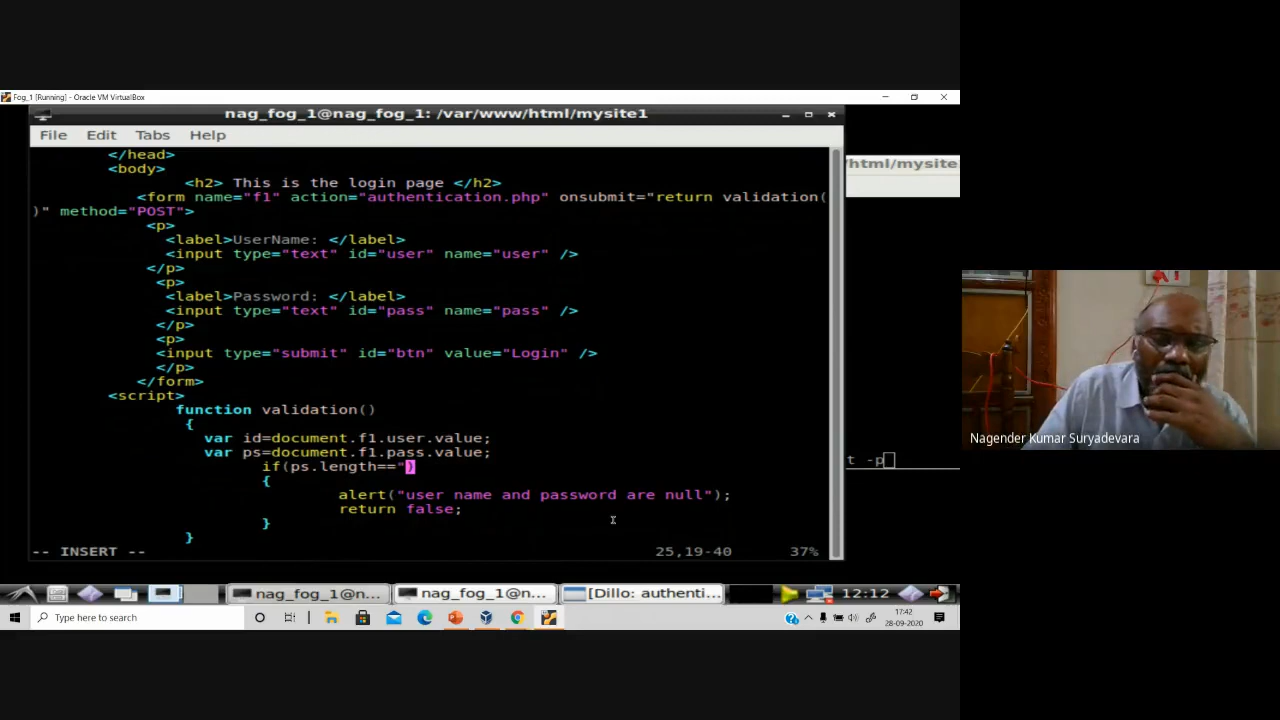 Fog_1 [Running] - Oracle VM VirtualBox
nag_fog_1@nag_fog_1: /var/www/html/mysite1
File Edit Tabs Help
/html/mysite
</head>
<body>
<h2> This is the login page </h2>
<form name="f1" action="authentication.php" onsubmit="return validation(
)" method="POST">
<p>
<label>UserName: </label>
<input type="text" id="user" name="user" />
</p>
<p>
<label>Password: </label>
<input type="text" id="pass" name="pass" />
</p>
<p>
<input type="submit" id="btn" value="Login" />
</p>
</form>
<script>
function validation()
{
var id=document.f1.user.value;
var ps=document.f1.pass.value;
if(ps.length==")
{
alert("user name and password are null");
return false;
}
}
-- INSERT -- 25,19-40 37%
t -p
Nagender Kumar Suryadevara
nag_fog_1@n... nag_fog_1@n... [Dillo: authenti... 12:12
Type here to search
17:42
28-09-2020